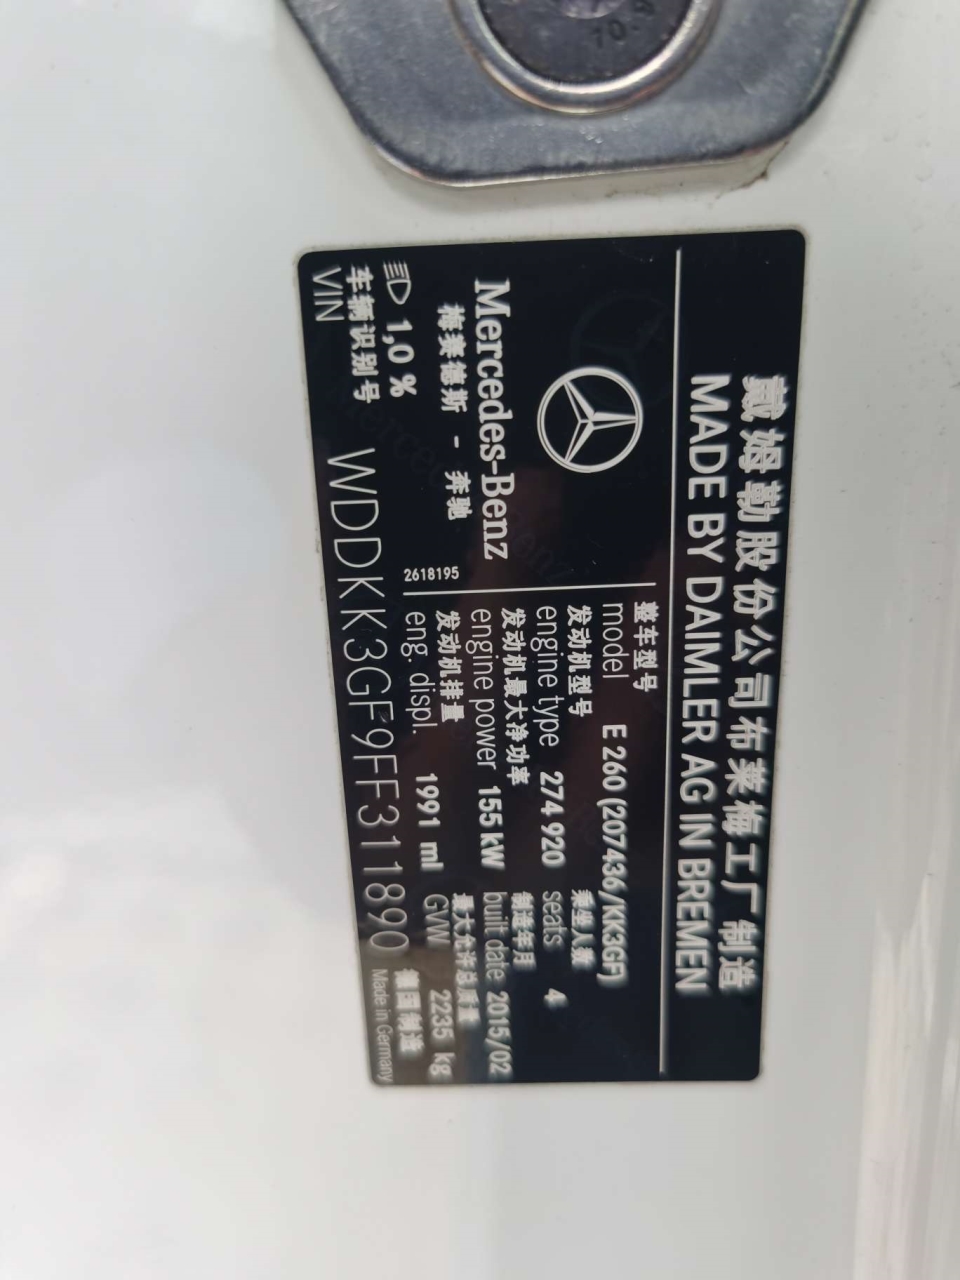 10.9
戴姆勒股份公司布莱梅工厂制造
MADE BY DAIMLER AG IN BREMEN
Mercedes-Benz
梅赛德斯 - 奔驰
2618195
1,0 %
整车型号
model E 260 (207436/KK3GF)
发动机型号 乘坐人数
engine type 274 920 seats 4
发动机最大净功率 制造年月
engine power 155 kW built date 2015/02
发动机排量 最大允许总质量
eng. displ. 1991 ml GVW 2235 kg
车辆识别号 德国制造
VIN WDDKK3GF9FF311890 Made in Germany